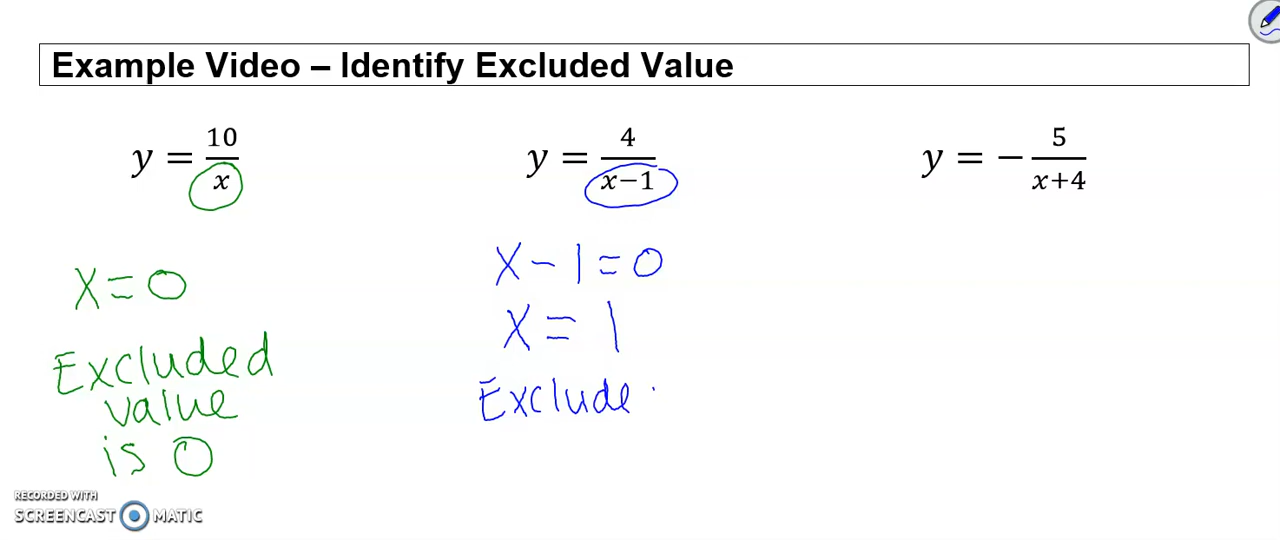 Example Video – Identify Excluded Value
y = 10/x
y = 4/(x−1)
y = − 5/(x+4)
x = 0
Excluded
value
is 0
x − 1 = 0
x = 1
Exclude
RECORDED WITH
SCREENCAST MATIC